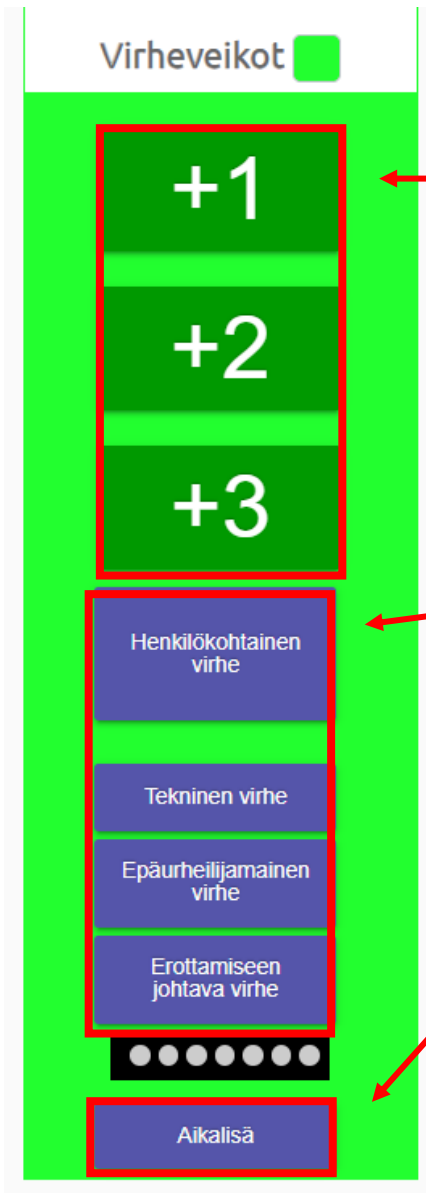 Virheveikot
+1
+2
+3
Henkilökohtainen
virhe
Tekninen virhe
Epäurheilijamainen
virhe
Erottamiseen
johtava virhe
Aikalisä